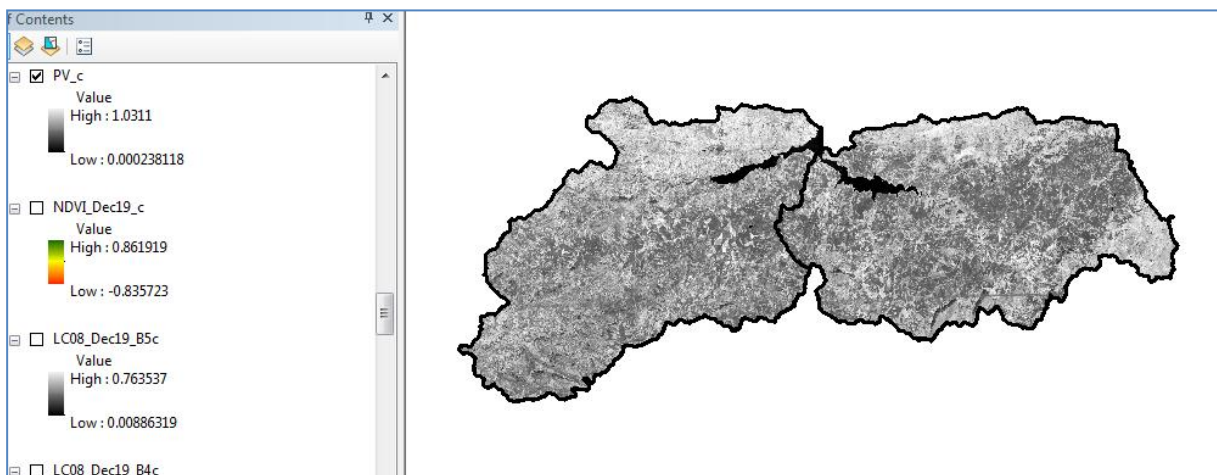 f Contents
PV_c
Value
High : 1.0311
Low : 0.000238118
NDVI_Dec19_c
Value
High : 0.861919
Low : -0.835723
LC08_Dec19_B5c
Value
High : 0.763537
Low : 0.00886319
LC08_Dec19_B4c